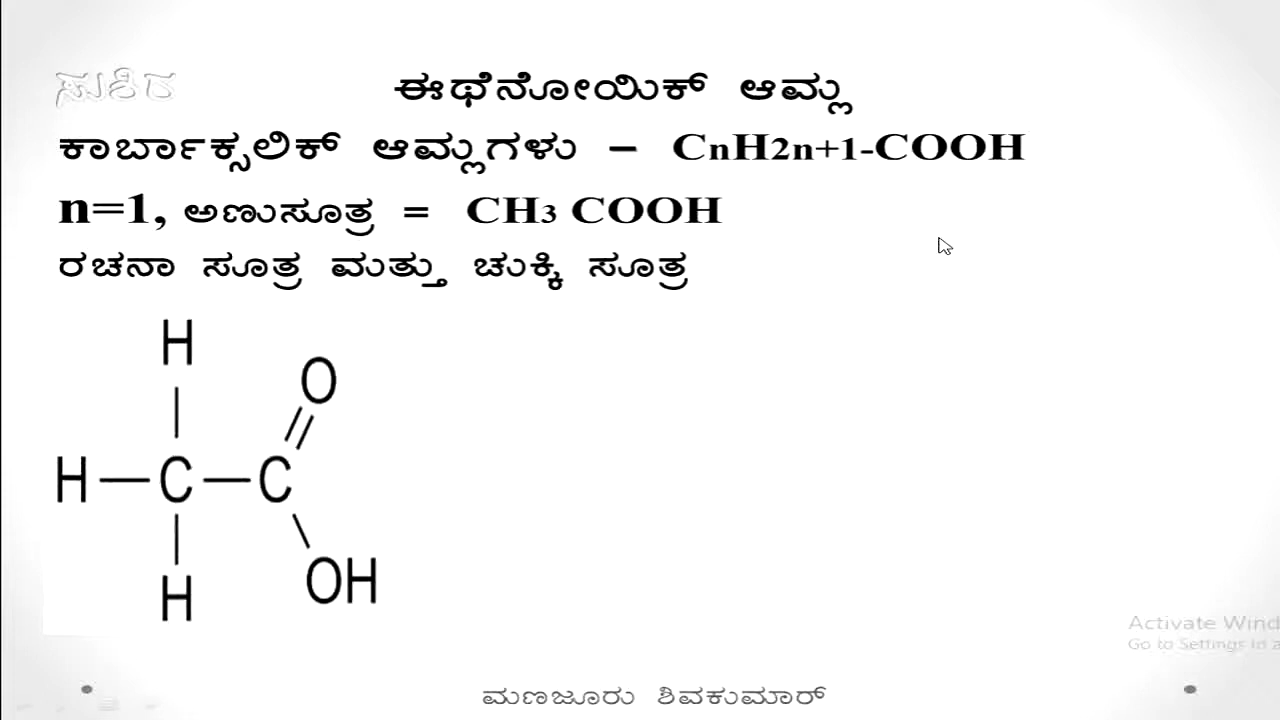 ಸುಶಿರ
ಈಥೆನೋಯಿಕ್ ಆಮ್ಲ
ಕಾರ್ಬಾಕ್ಸಲಿಕ್ ಆಮ್ಲಗಳು – CnH2n+1-COOH
n=1, ಅಣುಸೂತ್ರ = CH3 COOH
ರಚನಾ ಸೂತ್ರ ಮತ್ತು ಚುಕ್ಕಿ ಸೂತ್ರ
H
O
H C C
H
OH
Activate Wind
Go to Settings to a
ಮಣಜೂರು ಶಿವಕುಮಾರ್